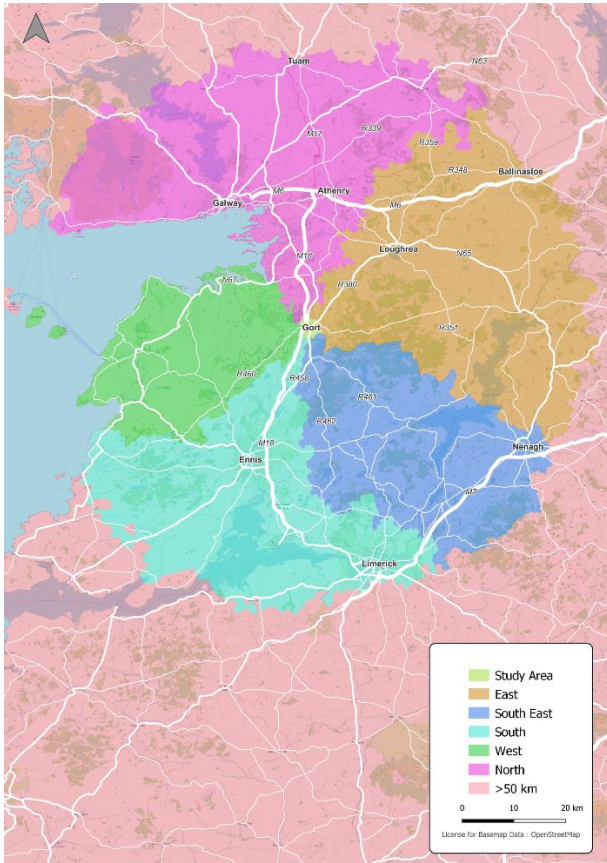 Tuam
N63
M17
R339
R359
R348
Ballinasloe
M6
Athenry
Galway
M6
Loughrea
N65
M18
N67
R380
Gort
R351
R460
R458
R461
R462
M18
Ennis
Nenagh
M7
Limerick
Study Area
East
South East
South
West
North
>50 km
0 10 20 km
License for Basemap Data : OpenStreetMap